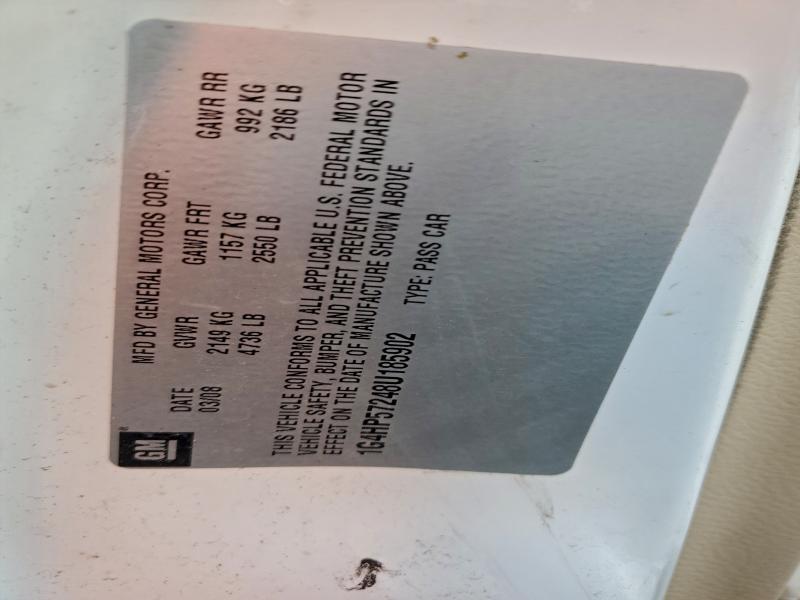 GM®
MFD BY GENERAL MOTORS CORP.
DATE GVWR GAWR FRT GAWR RR
03/08 2149 KG 1157 KG 992 KG
4736 LB 2550 LB 2186 LB
THIS VEHICLE CONFORMS TO ALL APPLICABLE U.S. FEDERAL MOTOR
VEHICLE SAFETY, BUMPER, AND THEFT PREVENTION STANDARDS IN
EFFECT ON THE DATE OF MANUFACTURE SHOWN ABOVE.
1G4HP57248U185902 TYPE: PASS CAR